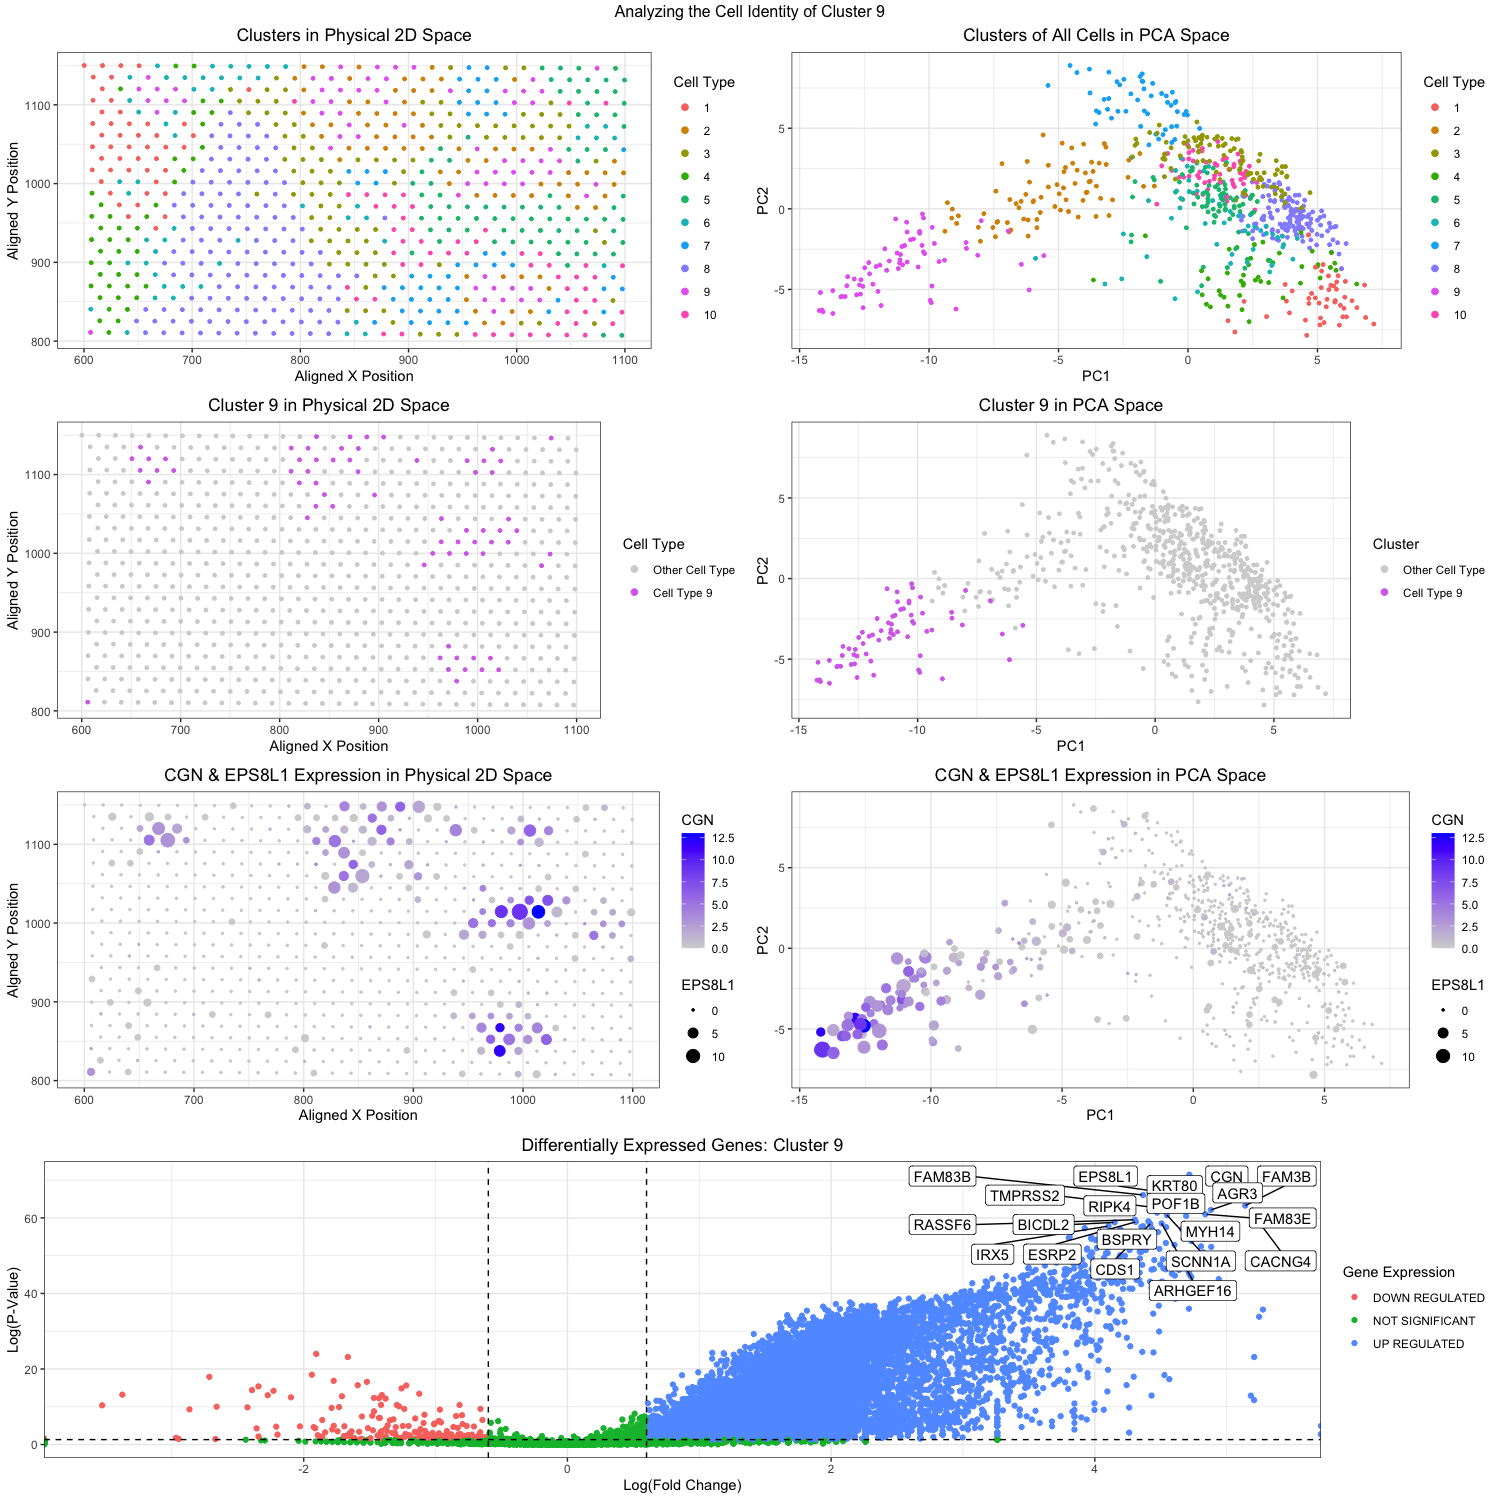 Analyzing the Cell Identity of Cluster 9
Clusters in Physical 2D Space
Aligned Y Position
1100
1000
900
800
600 700 800 900 1000 1100
Aligned X Position
Cell Type
1
2
3
4
5
6
7
8
9
10
Clusters of All Cells in PCA Space
PC2
5
0
-5
-15 -10 -5 0 5
PC1
Cell Type
1
2
3
4
5
6
7
8
9
10
Cluster 9 in Physical 2D Space
Aligned Y Position
1100
1000
900
800
600 700 800 900 1000 1100
Aligned X Position
Cell Type
Other Cell Type
Cell Type 9
Cluster 9 in PCA Space
PC2
5
0
-5
-15 -10 -5 0 5
PC1
Cluster
Other Cell Type
Cell Type 9
CGN & EPS8L1 Expression in Physical 2D Space
Algned Y Position
1100
1000
900
800
600 700 800 900 1000 1100
Aligned X Position
CGN
12.5
10.0
7.5
5.0
2.5
0.0
EPS8L1
0
5
10
CGN & EPS8L1 Expression in PCA Space
PC2
5
0
-5
-15 -10 -5 0 5
PC1
CGN
12.5
10.0
7.5
5.0
2.5
0.0
EPS8L1
0
5
10
Differentially Expressed Genes: Cluster 9
Log(P-Value)
60
40
20
0
-2 0 2 4
Log(Fold Change)
FAM83B
EPS8L1
CGN
FAM3B
KRT80
TMPRSS2
AGR3
RIPK4
POF1B
RASSF6
BICDL2
FAM83E
MYH14
BSPRY
IRX5
ESRP2
CDS1
SCNN1A
CACNG4
ARHGEF16
Gene Expression
DOWN REGULATED
NOT SIGNIFICANT
UP REGULATED